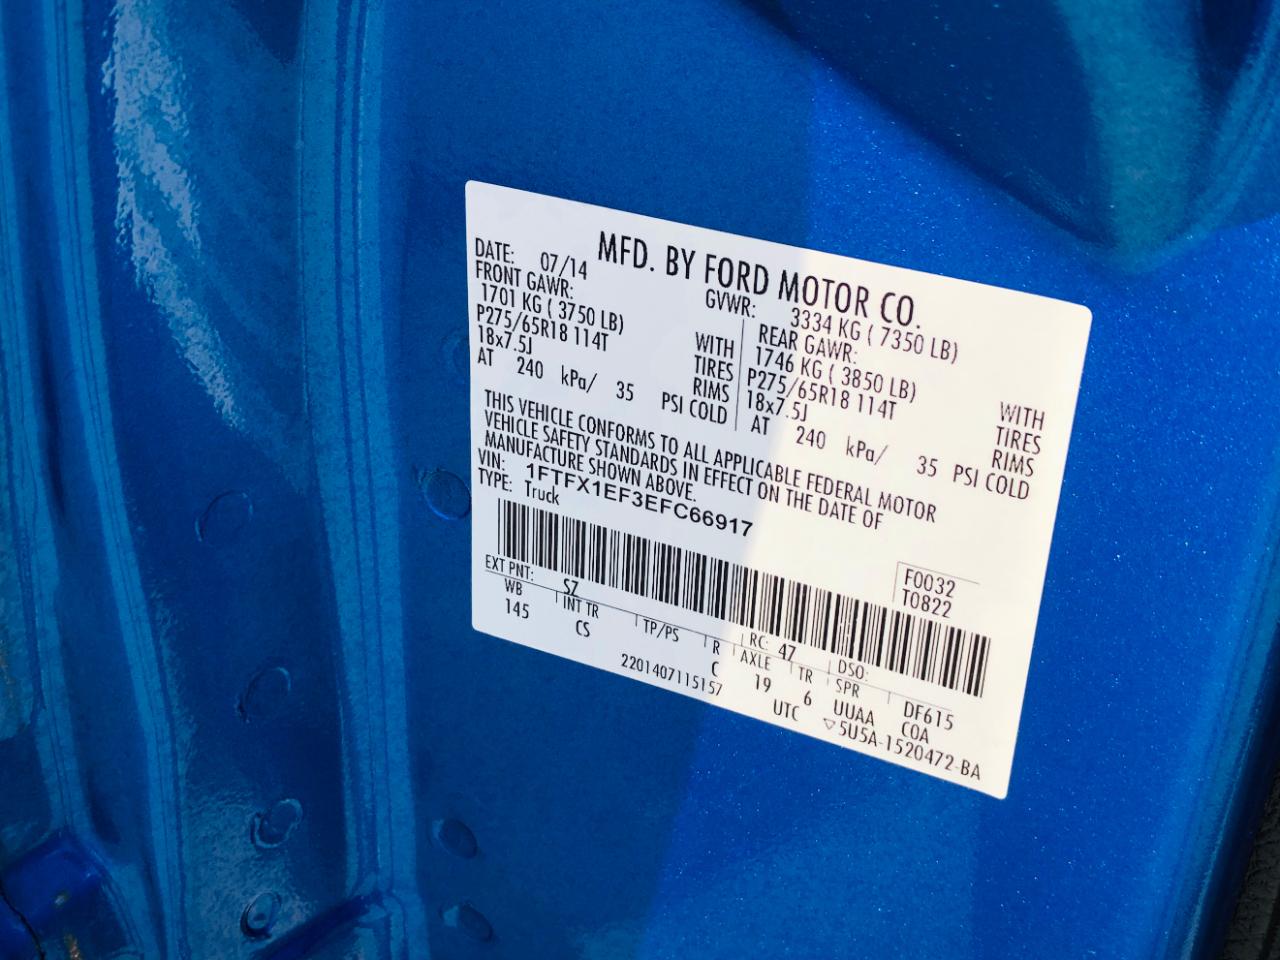 MFD. BY FORD MOTOR CO.
DATE: 07/14 GVWR: 3334 KG ( 7350 LB)
FRONT GAWR: REAR GAWR:
1701 KG ( 3750 LB) WITH 1746 KG ( 3850 LB) WITH
P275/65R18 114T TIRES P275/65R18 114T TIRES
18x7.5J RIMS 18x7.5J RIMS
AT 240 kPa/ 35 PSI COLD AT 240 kPa/ 35 PSI COLD
THIS VEHICLE CONFORMS TO ALL APPLICABLE FEDERAL MOTOR
VEHICLE SAFETY STANDARDS IN EFFECT ON THE DATE OF
MANUFACTURE SHOWN ABOVE.
VIN: 1FTFX1EF3EFC66917
TYPE: Truck
F0032
T0822
EXT PNT: SZ RC: 47 DSO:
WB INT TR TP/PS R AXLE TR SPR DF615
145 CS C 19 6 UUAA COA
2201407115157 UTC ▽5U5A-1520472-BA